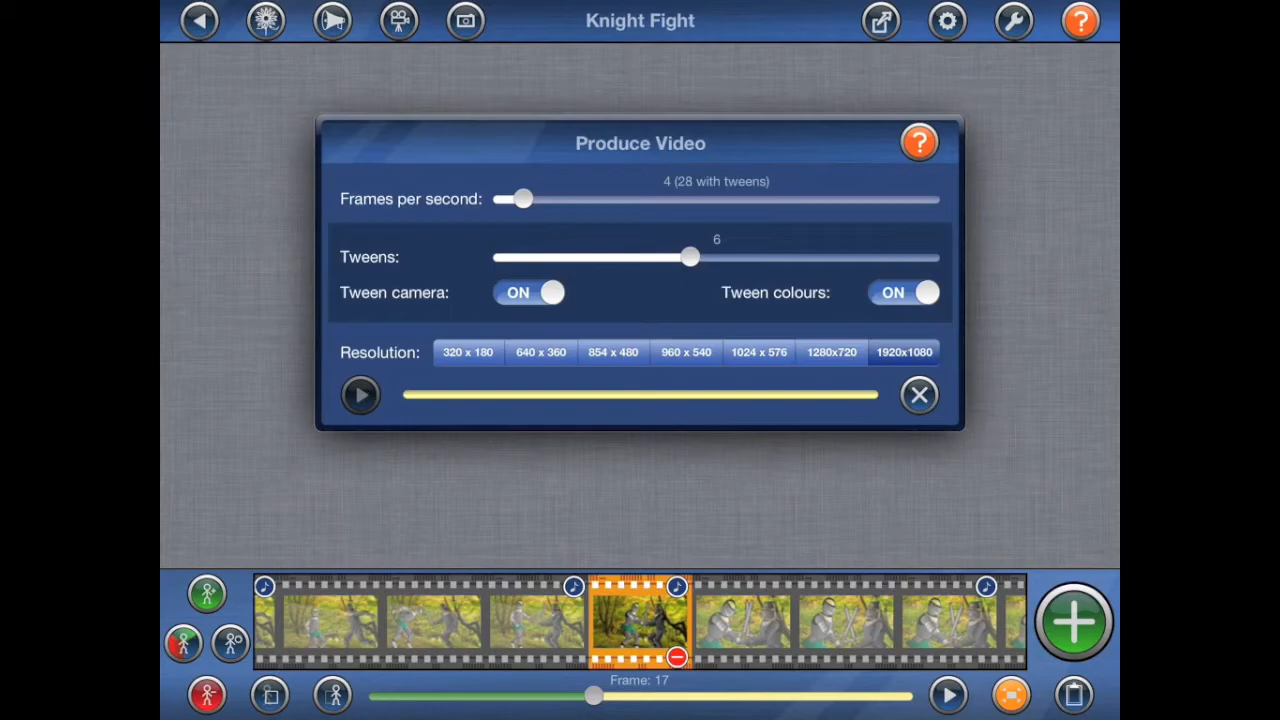 Knight Fight
?
Produce Video
?
4 (28 with tweens)
Frames per second:
6
Tweens:
Tween camera: ON Tween colours: ON
Resolution: 320 x 180 640 x 360 854 x 480 960 x 540 1024 x 576 1280x720 1920x1080
Frame: 17